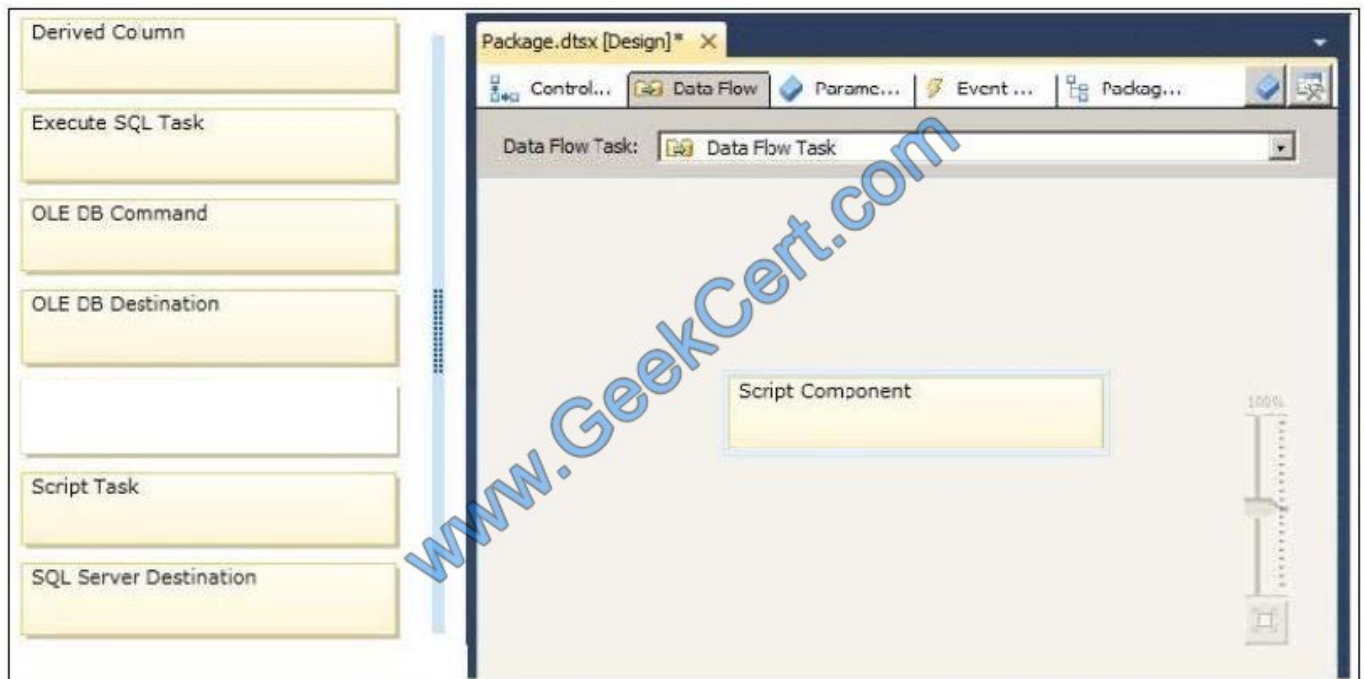 Derived Column
Execute SQL Task
OLE DB Command
OLE DB Destination
Script Task
SQL Server Destination
Package.dtsx [Design]*
Control...
Data Flow
Parame...
Event ...
Packag...
Data Flow Task:
Data Flow Task
Script Component
100%
www.GeekCert.com